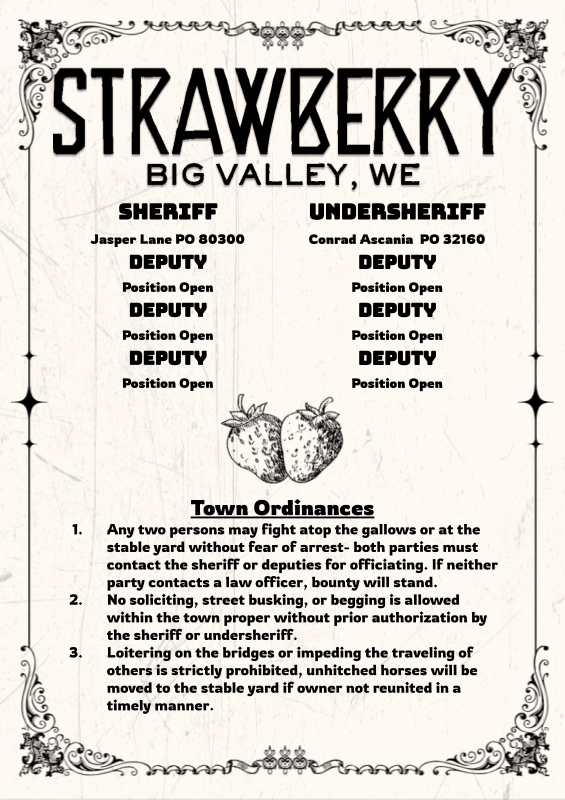 STRAWBERRY
BIG VALLEY, WE
SHERIFF UNDERSHERIFF
Jasper Lane PO 80300 Conrad Ascania PO 32160
DEPUTY DEPUTY
Position Open Position Open
DEPUTY DEPUTY
Position Open Position Open
DEPUTY DEPUTY
Position Open Position Open
Town Ordinances
1. Any two persons may fight atop the gallows or at the
stable yard without fear of arrest- both parties must
contact the sheriff or deputies for officiating. If neither
party contacts a law officer, bounty will stand.
2. No soliciting, street busking, or begging is allowed
within the town proper without prior authorization by
the sheriff or undersheriff.
3. Loitering on the bridges or impeding the traveling of
others is strictly prohibited, unhitched horses will be
moved to the stable yard if owner not reunited in a
timely manner.